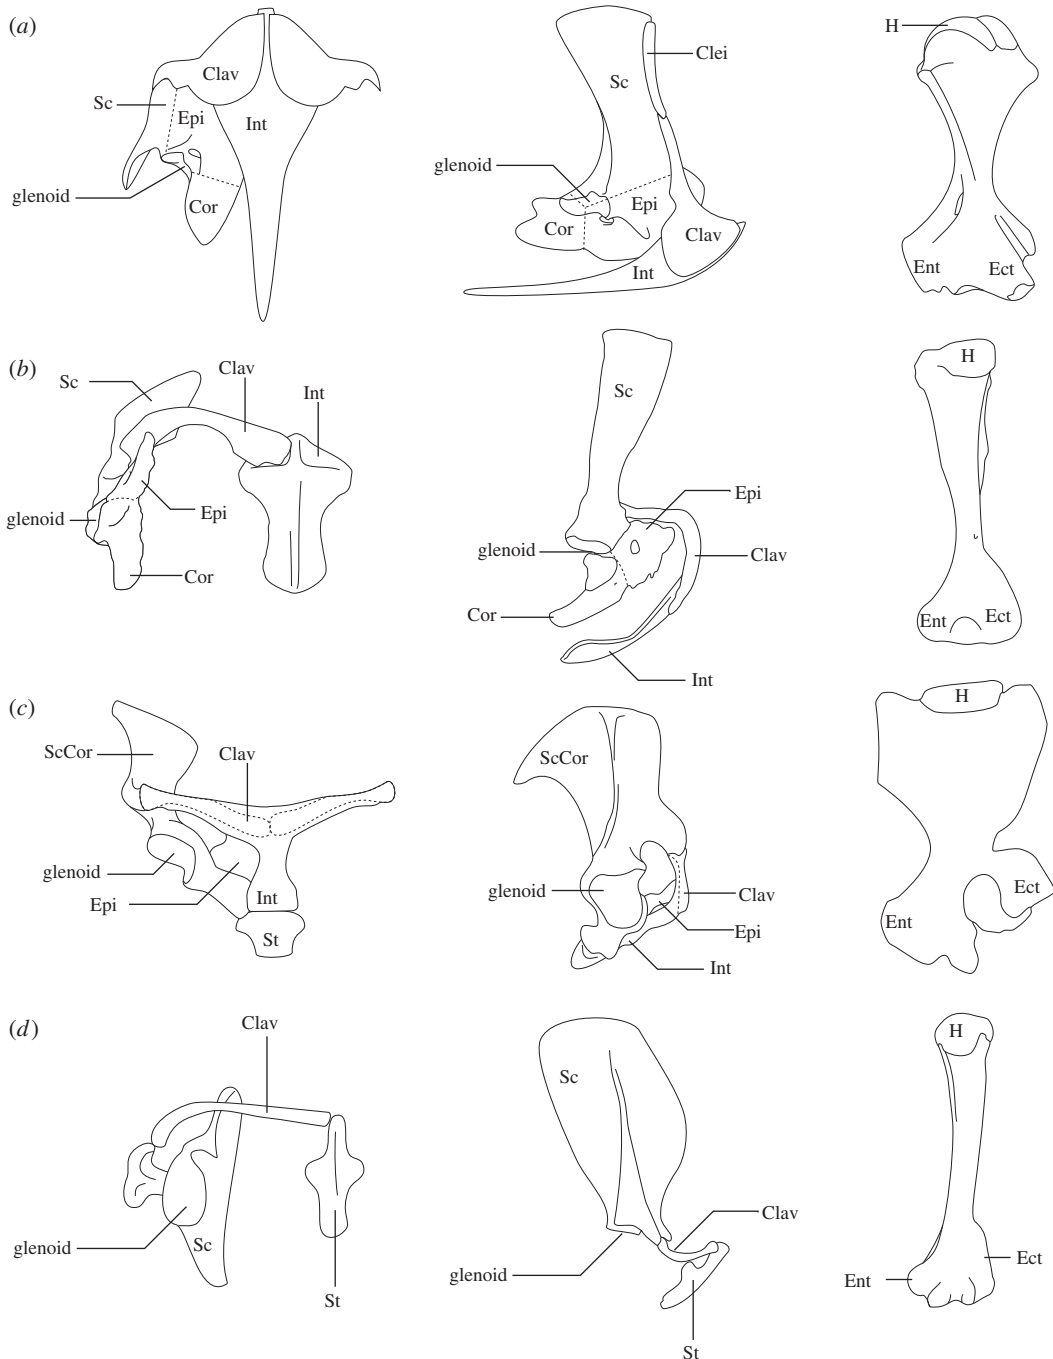 (a)
Clav
Sc
Epi
Int
glenoid
Cor
Clei
Sc
glenoid
Epi
Cor
Clav
Int
H
Ent
Ect
(b)
Sc
Clav
Int
glenoid
Epi
Cor
Sc
Epi
glenoid
Clav
Cor
Int
H
Ent
Ect
(c)
ScCor
Clav
glenoid
Epi
Int
St
ScCor
glenoid
Clav
Epi
Int
H
Ect
Ent
(d)
Clav
glenoid
Sc
St
Sc
Clav
glenoid
St
H
Ect
Ent